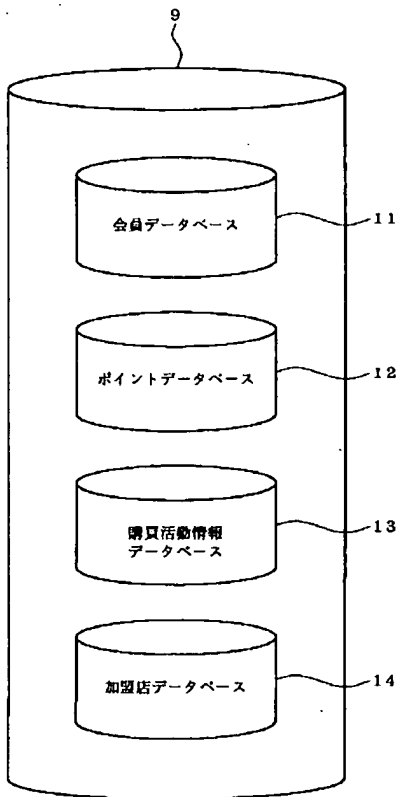 9
会員データベース
11
ポイントデータベース
12
購買活動情報
データベース
13
加盟店データベース
14